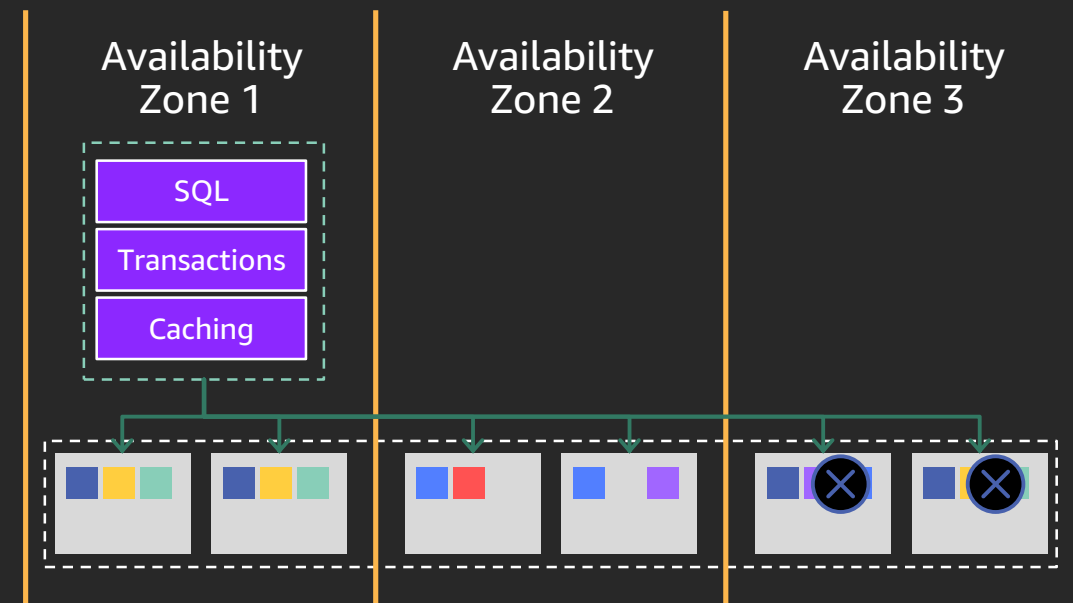 Availability
Zone 1
Availability
Zone 2
Availability
Zone 3
SQL
Transactions
Caching